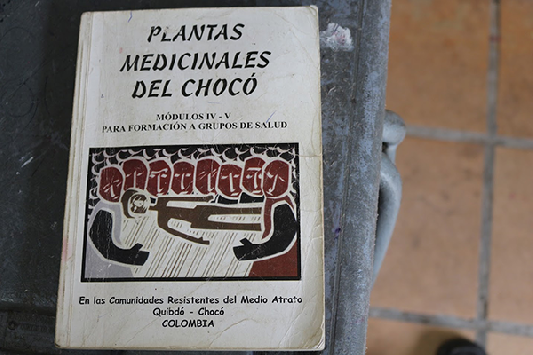 PLANTAS
MEDICINALES
DEL CHOCÓ
MÓDULOS IV - V
PARA FORMACIÓN A GRUPOS DE SALUD
En las Comunidades Resistentes del Medio Atrato
Quibdó - Chocó
COLOMBIA